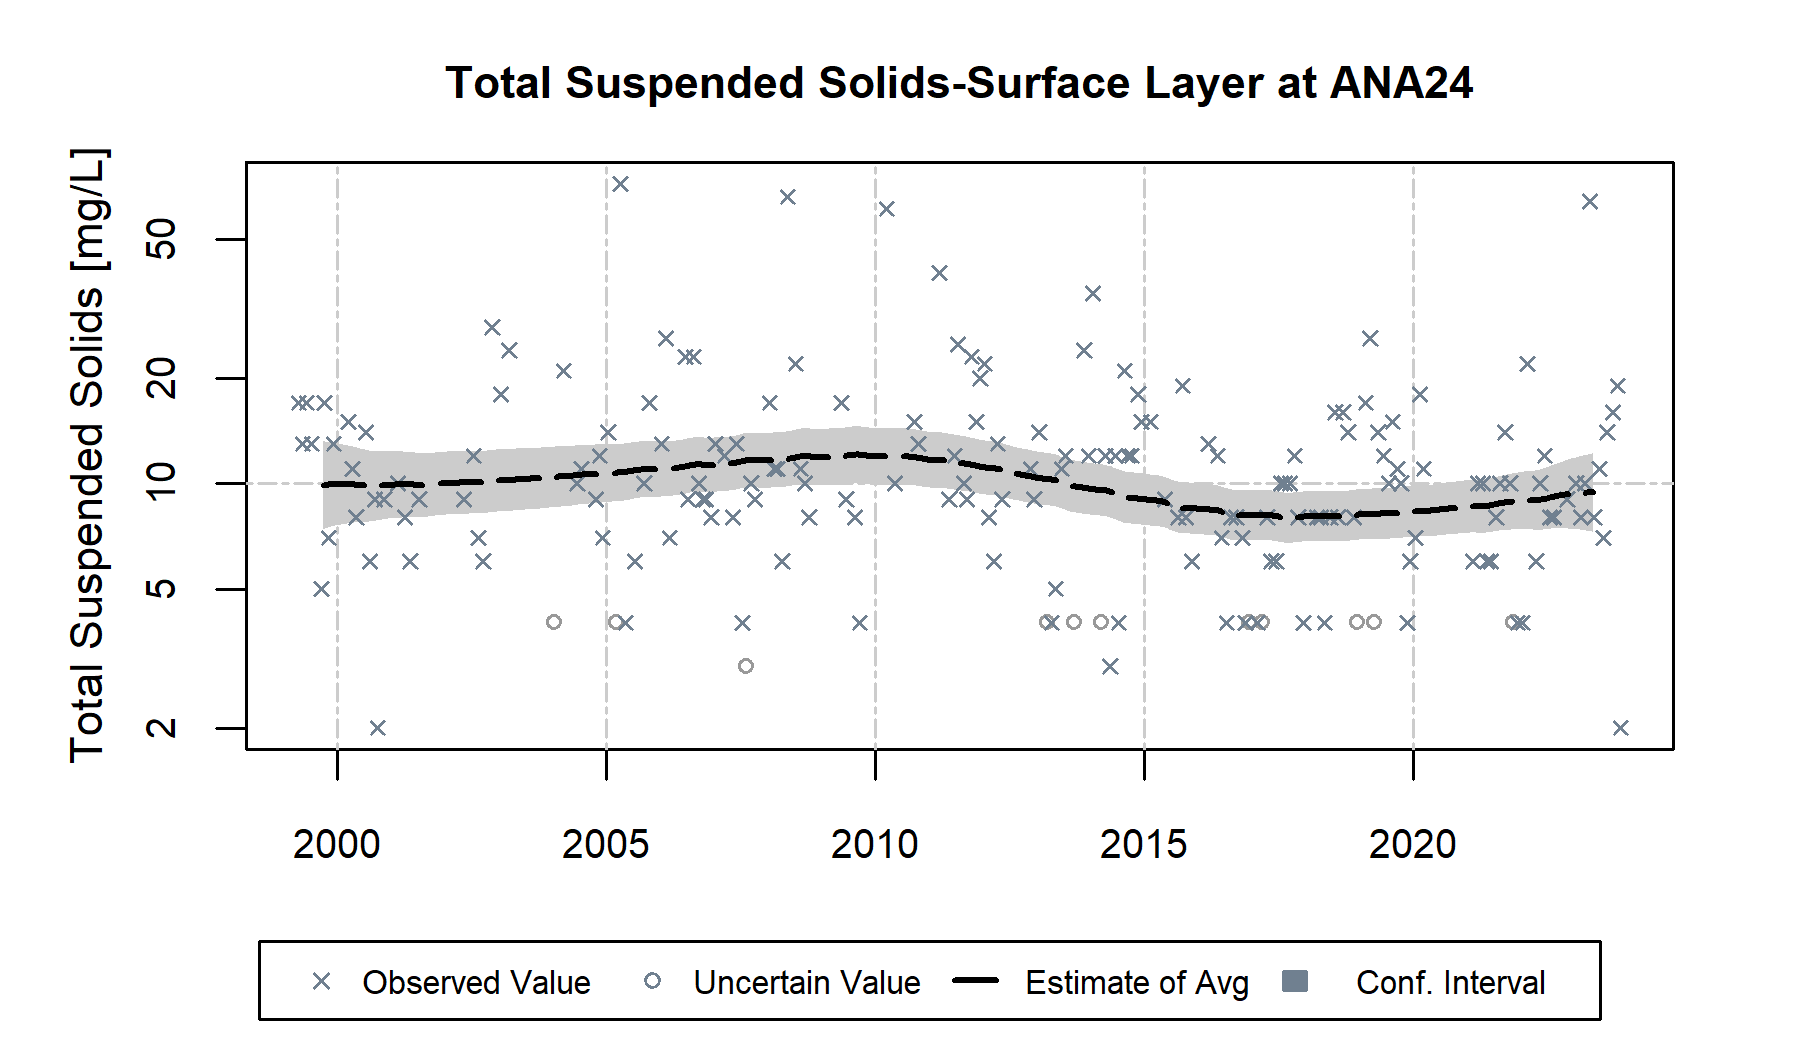 Total Suspended Solids-Surface Layer at ANA24
Total Suspended Solids [mg/L]
50
20
10
5
2
2000 2005 2010 2015 2020
Observed Value Uncertain Value Estimate of Avg Conf. Interval